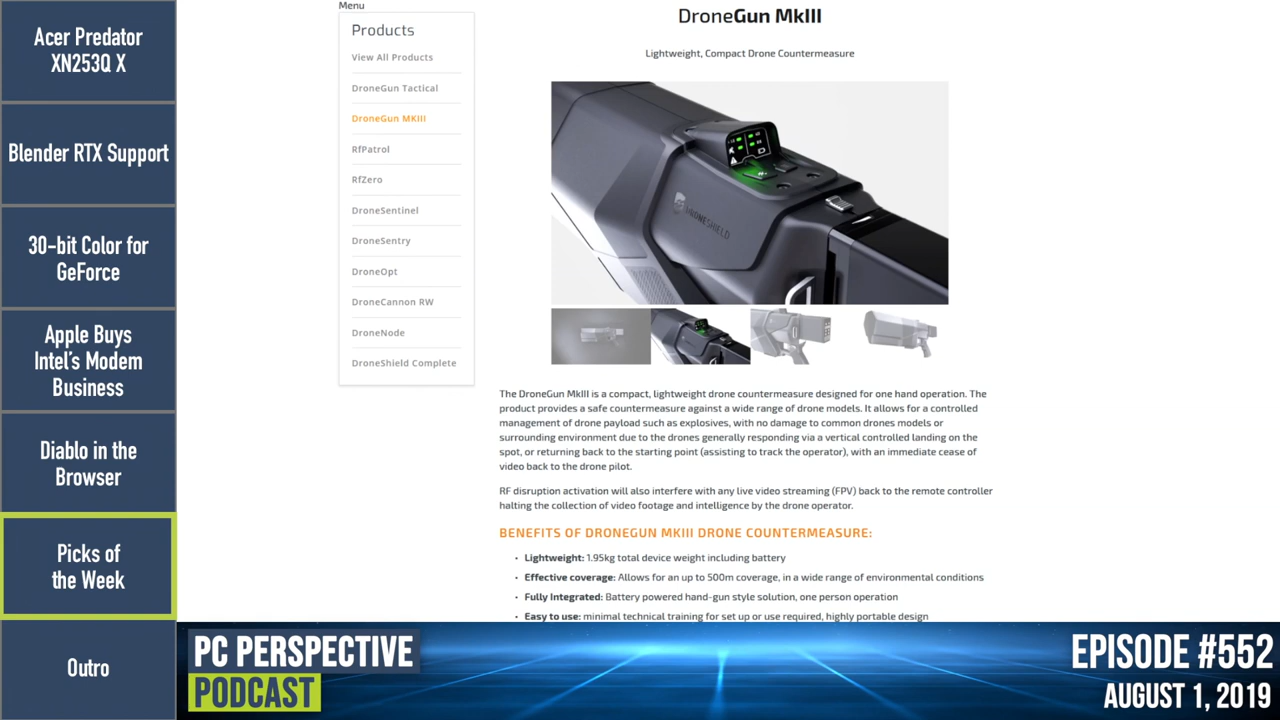 Acer Predator
XN253Q X
Blender RTX Support
30-bit Color for
GeForce
Apple Buys
Intel's Modem
Business
Diablo in the
Browser
Picks of
the Week
Outro
Menu
Products
View All Products
DroneGun Tactical
DroneGun MKIII
RfPatrol
RfZero
DroneSentinel
DroneSentry
DroneOpt
DroneCannon RW
DroneNode
DroneShield Complete
DroneGun MkIII
Lightweight, Compact Drone Countermeasure
DRONESHIELD
The DroneGun MkIII is a compact, lightweight drone countermeasure designed for one hand operation. The
product provides a safe countermeasure against a wide range of drone models. It allows for a controlled
management of drone payload such as explosives, with no damage to common drones models or
surrounding environment due to the drones generally responding via a vertical controlled landing on the
spot, or returning back to the starting point (assisting to track the operator), with an immediate cease of
video back to the drone pilot.
RF disruption activation will also interfere with any live video streaming (FPV) back to the remote controller
halting the collection of video footage and intelligence by the drone operator.
BENEFITS OF DRONEGUN MKIII DRONE COUNTERMEASURE:
• Lightweight: 1.95kg total device weight including battery
• Effective coverage: Allows for an up to 500m coverage, in a wide range of environmental conditions
• Fully Integrated: Battery powered hand-gun style solution, one person operation
• Easy to use: minimal technical training for set up or use required, highly portable design
PC PERSPECTIVE
PODCAST
EPISODE #552
AUGUST 1, 2019